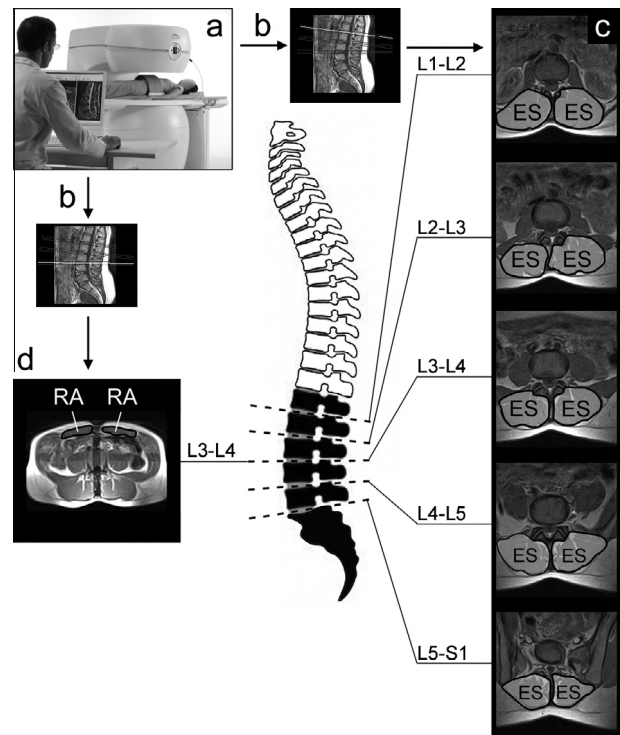 a
b
c
L1-L2
ES ES
b
L2-L3
ES ES
d
L3-L4
ES ES
RA RA
L3-L4
L4-L5
ES ES
L5-S1
ES ES